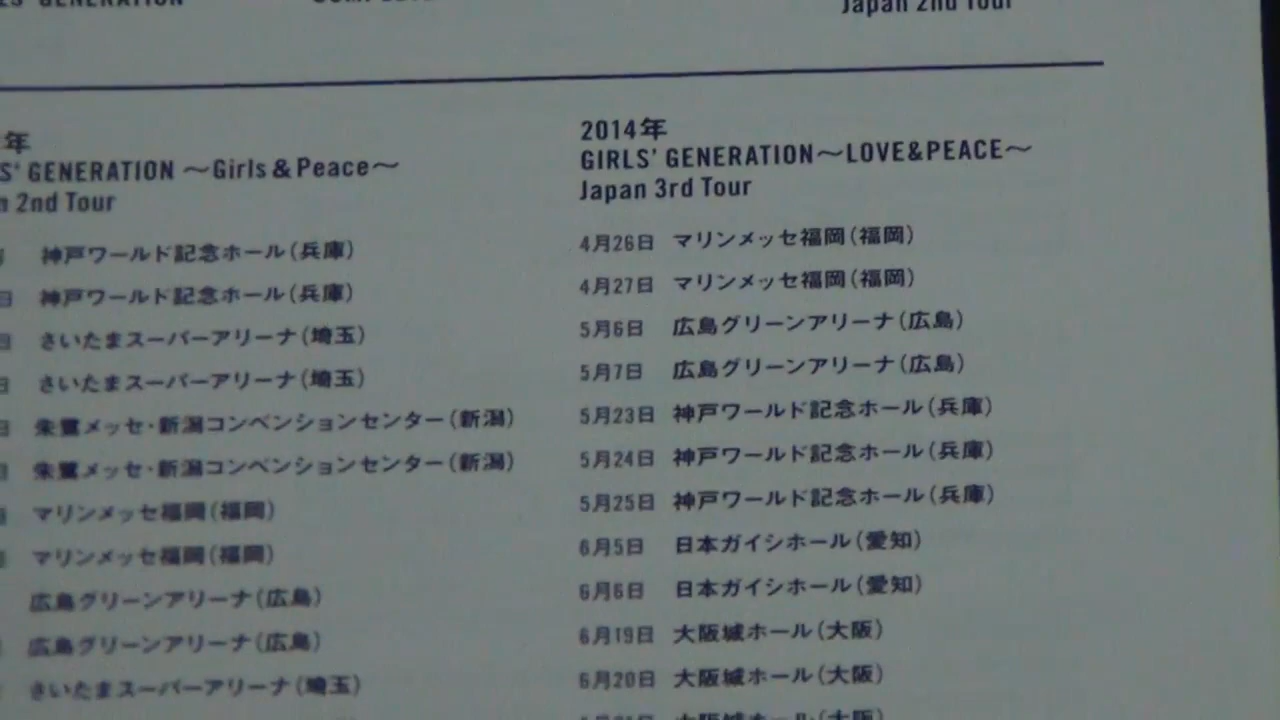 GENERATION
Japan 2nd Tour
年
S' GENERATION ～Girls & Peace～
2nd Tour
神戸ワールド記念ホール(兵庫)
日 神戸ワールド記念ホール(兵庫)
日 さいたまスーパーアリーナ(埼玉)
日 さいたまスーパーアリーナ(埼玉)
日 朱鷺メッセ・新潟コンベンションセンター(新潟)
日 朱鷺メッセ・新潟コンベンションセンター(新潟)
マリンメッセ福岡(福岡)
マリンメッセ福岡(福岡)
広島グリーンアリーナ(広島)
広島グリーンアリーナ(広島)
さいたまスーパーアリーナ(埼玉)
2014年
GIRLS' GENERATION～LOVE&PEACE～
Japan 3rd Tour
4月26日 マリンメッセ福岡(福岡)
4月27日 マリンメッセ福岡(福岡)
5月6日 広島グリーンアリーナ(広島)
5月7日 広島グリーンアリーナ(広島)
5月23日 神戸ワールド記念ホール(兵庫)
5月24日 神戸ワールド記念ホール(兵庫)
5月25日 神戸ワールド記念ホール(兵庫)
6月5日 日本ガイシホール(愛知)
6月6日 日本ガイシホール(愛知)
6月19日 大阪城ホール(大阪)
6月20日 大阪城ホール(大阪)
大阪城ホール(大阪)